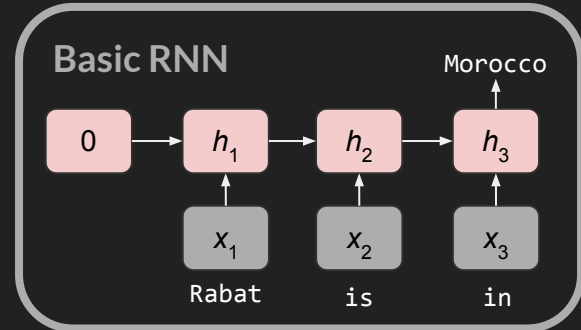 Basic RNN
Morocco
0 h₁ h₂ h₃
x₁ x₂ x₃
Rabat is in